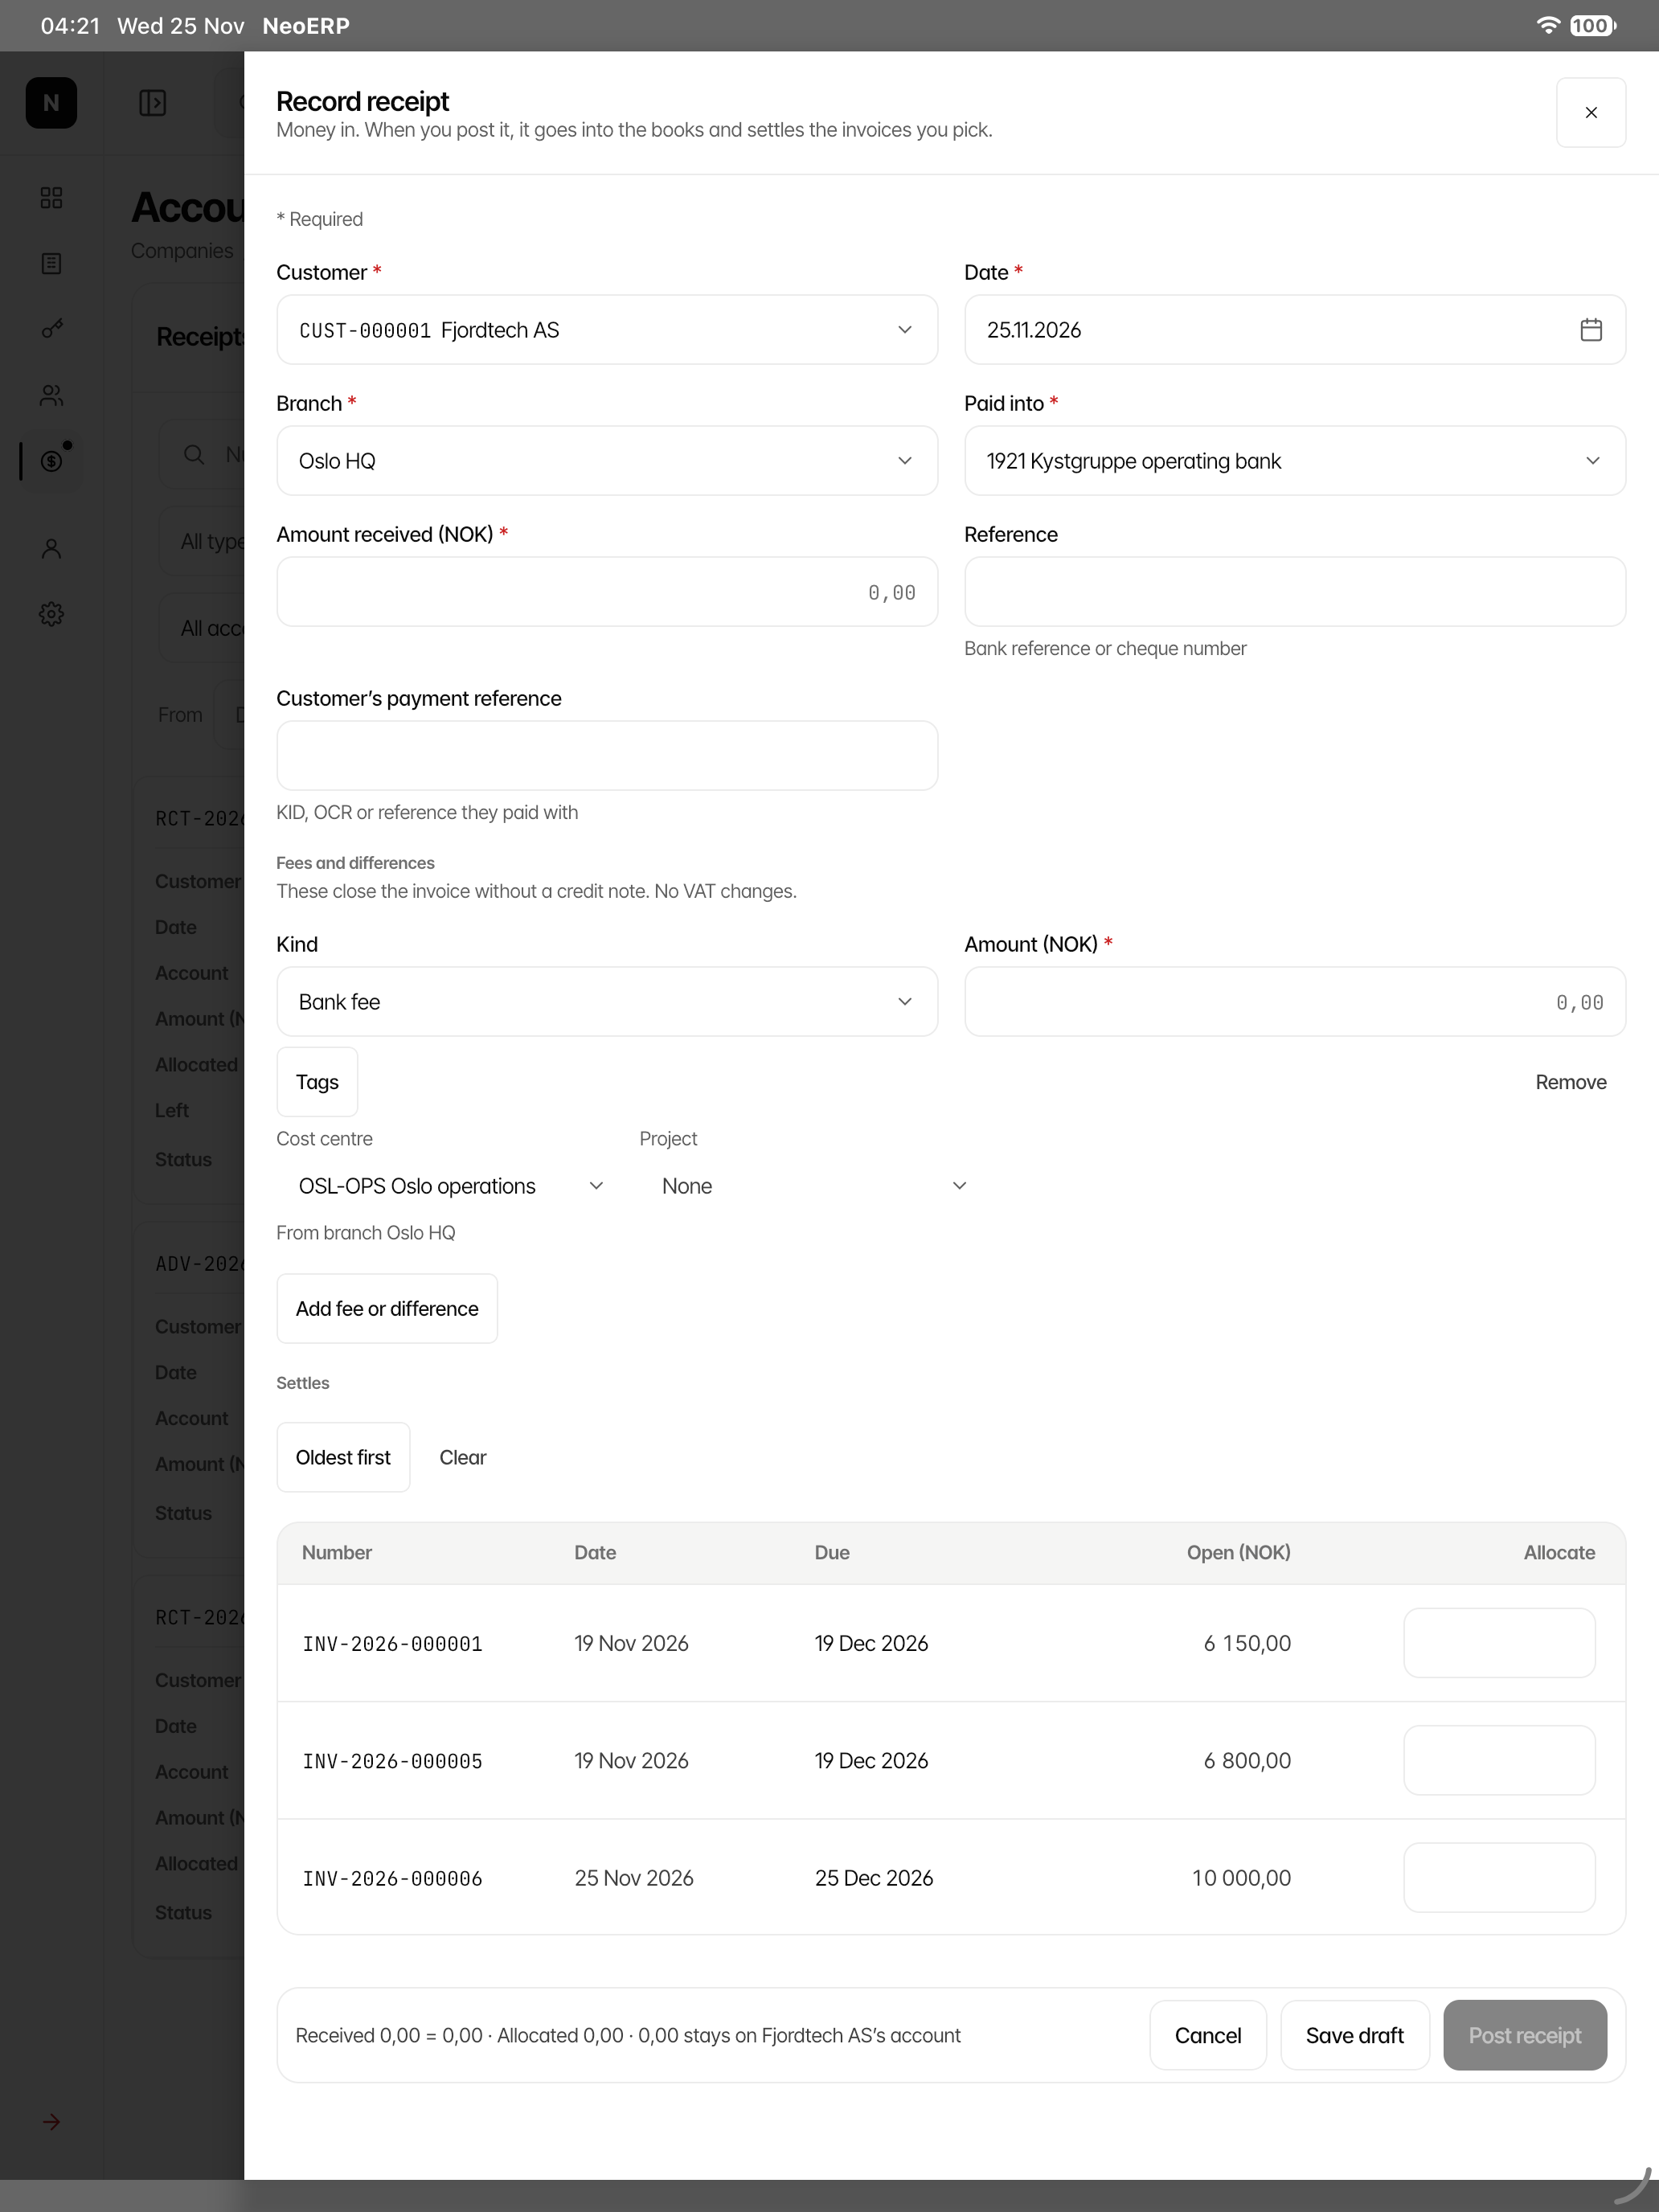 04:21 Wed 25 Nov NeoERP 100
N
Record receipt
Money in. When you post it, it goes into the books and settles the invoices you pick.
Accou
Companies
Receipts
All type
All acc
From
RCT-2026
Customer
Date
Account
Amount (N
Allocated
Left
Status
ADV-2026
Customer
Date
Account
Amount (N
Status
RCT-2026
Customer
Date
Account
Amount (N
Allocated
Status
* Required
Customer *
Date *
CUST-000001 Fjordtech AS
25.11.2026
Branch *
Paid into *
Oslo HQ
1921 Kystgruppe operating bank
Amount received (NOK) *
Reference
0,00
Bank reference or cheque number
Customer’s payment reference
KID, OCR or reference they paid with
Fees and differences
These close the invoice without a credit note. No VAT changes.
Kind
Amount (NOK) *
Bank fee
0,00
Tags
Remove
Cost centre
Project
OSL-OPS Oslo operations
None
From branch Oslo HQ
Add fee or difference
Settles
Oldest first
Clear
Number Date Due Open (NOK) Allocate
INV-2026-000001 19 Nov 2026 19 Dec 2026 6 150,00
INV-2026-000005 19 Nov 2026 19 Dec 2026 6 800,00
INV-2026-000006 25 Nov 2026 25 Dec 2026 10 000,00
Received 0,00 = 0,00 · Allocated 0,00 · 0,00 stays on Fjordtech AS’s account
Cancel
Save draft
Post receipt